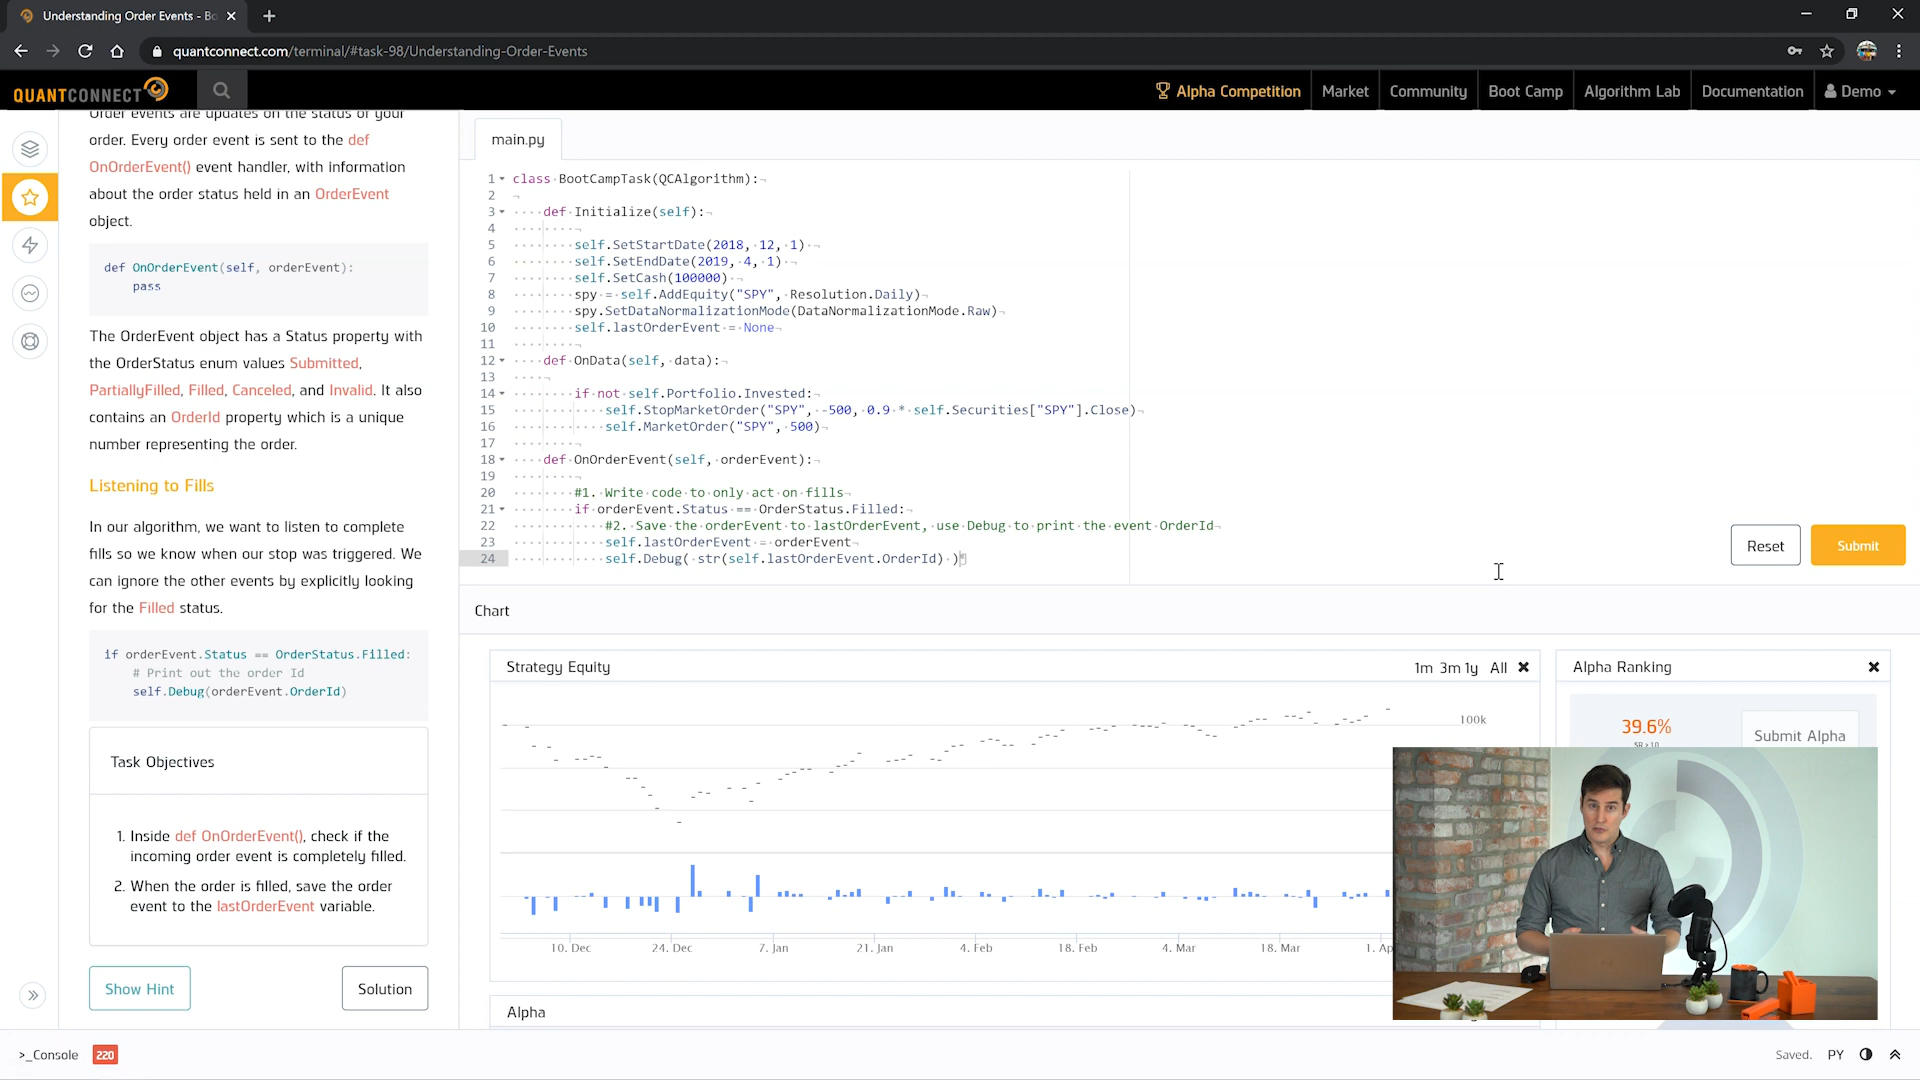 Understanding Order Events - Bo
quantconnect.com/terminal/#task-98/Understanding-Order-Events
QUANTCONNECT
Alpha Competition
Market
Community
Boot Camp
Algorithm Lab
Documentation
Demo
Order events are updates on the status of your
order. Every order event is sent to the def
OnOrderEvent() event handler, with information
about the order status held in an OrderEvent
object.
def OnOrderEvent(self, orderEvent):
pass
The OrderEvent object has a Status property with
the OrderStatus enum values Submitted,
PartiallyFilled, Filled, Canceled, and Invalid. It also
contains an OrderId property which is a unique
number representing the order.
Listening to Fills
In our algorithm, we want to listen to complete
fills so we know when our stop was triggered. We
can ignore the other events by explicitly looking
for the Filled status.
if orderEvent.Status == OrderStatus.Filled:
# Print out the order Id
self.Debug(orderEvent.OrderId)
Task Objectives
1. Inside def OnOrderEvent(), check if the
incoming order event is completely filled.
2. When the order is filled, save the order
event to the lastOrderEvent variable.
Show Hint
Solution
main.py
1 class BootCampTask(QCAlgorithm):
2
3 def Initialize(self):
4
5 self.SetStartDate(2018, 12, 1)
6 self.SetEndDate(2019, 4, 1)
7 self.SetCash(100000)
8 spy = self.AddEquity("SPY", Resolution.Daily)
9 spy.SetDataNormalizationMode(DataNormalizationMode.Raw)
10 self.lastOrderEvent = None
11
12 def OnData(self, data):
13
14 if not self.Portfolio.Invested:
15 self.StopMarketOrder("SPY", -500, 0.9 * self.Securities["SPY"].Close)
16 self.MarketOrder("SPY", 500)
17
18 def OnOrderEvent(self, orderEvent):
19
20 #1. Write code to only act on fills
21 if orderEvent.Status == OrderStatus.Filled:
22 #2. Save the orderEvent to lastOrderEvent, use Debug to print the event OrderId
23 self.lastOrderEvent = orderEvent
24 self.Debug( str(self.lastOrderEvent.OrderId) )
Reset
Submit
Chart
Strategy Equity
1m 3m 1y All
100k
10. Dec
24. Dec
7. Jan
21. Jan
4. Feb
18. Feb
4. Mar
18. Mar
1. Ap
Alpha Ranking
39.6%
Submit Alpha
Alpha
>_Console
220
Saved.
PY